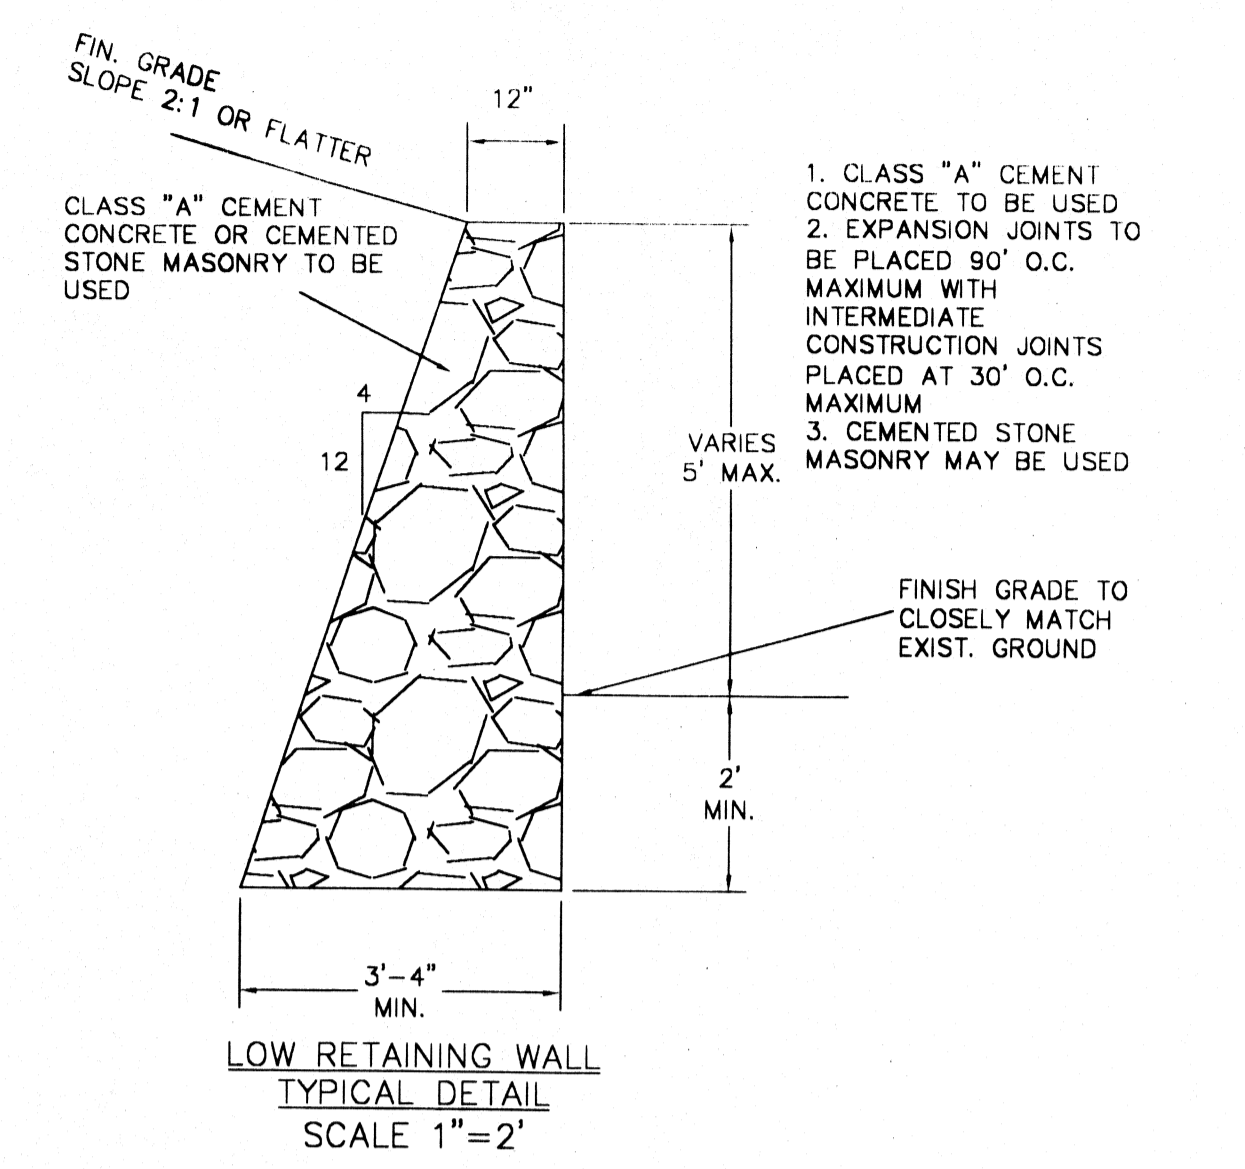 FIN. GRADE
SLOPE 2:1 OR FLATTER
12"
CLASS "A" CEMENT
CONCRETE OR CEMENTED
STONE MASONRY TO BE
USED
1. CLASS "A" CEMENT
CONCRETE TO BE USED
2. EXPANSION JOINTS TO
BE PLACED 90' O.C.
MAXIMUM WITH
INTERMEDIATE
CONSTRUCTION JOINTS
PLACED AT 30' O.C.
MAXIMUM
3. CEMENTED STONE
MASONRY MAY BE USED
4
12
VARIES
5' MAX.
FINISH GRADE TO
CLOSELY MATCH
EXIST. GROUND
2'
MIN.
3'-4"
MIN.
LOW RETAINING WALL
TYPICAL DETAIL
SCALE 1"=2'